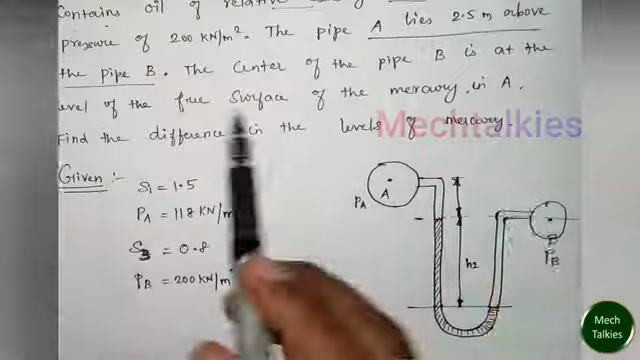 Contains oil of relative
pressure of 200 KN/m². The pipe A lies 2.5 m above
the pipe B. The Center of the pipe B is at the
level of the free Surface of the mercury in A.
Find the difference in the levels of mercury.
Mechtalkies
Given :-
S1 = 1.5
PA = 118 KN/m
S3 = 0.8
PB = 200 KN/m²
A
PA
h2
B
PB
Mech
Talkies